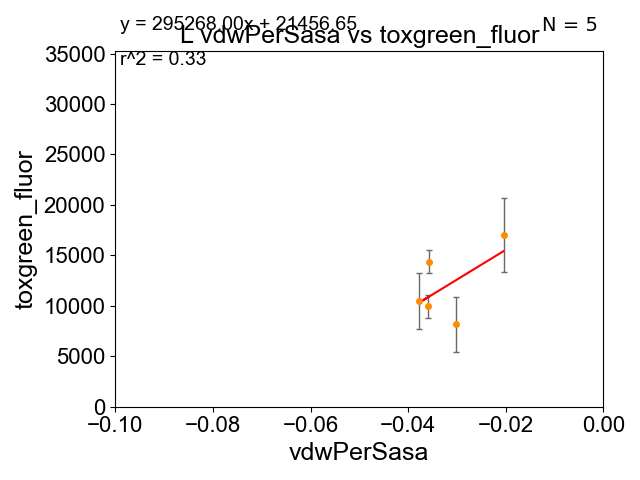 y = 295268.00x + 21456.65
N = 5
L vdwPerSasa vs toxgreen_fluor
r^2 = 0.33
35000
30000
25000
20000
15000
10000
5000
0
toxgreen_fluor
−0.10 −0.08 −0.06 −0.04 −0.02 0.00
vdwPerSasa